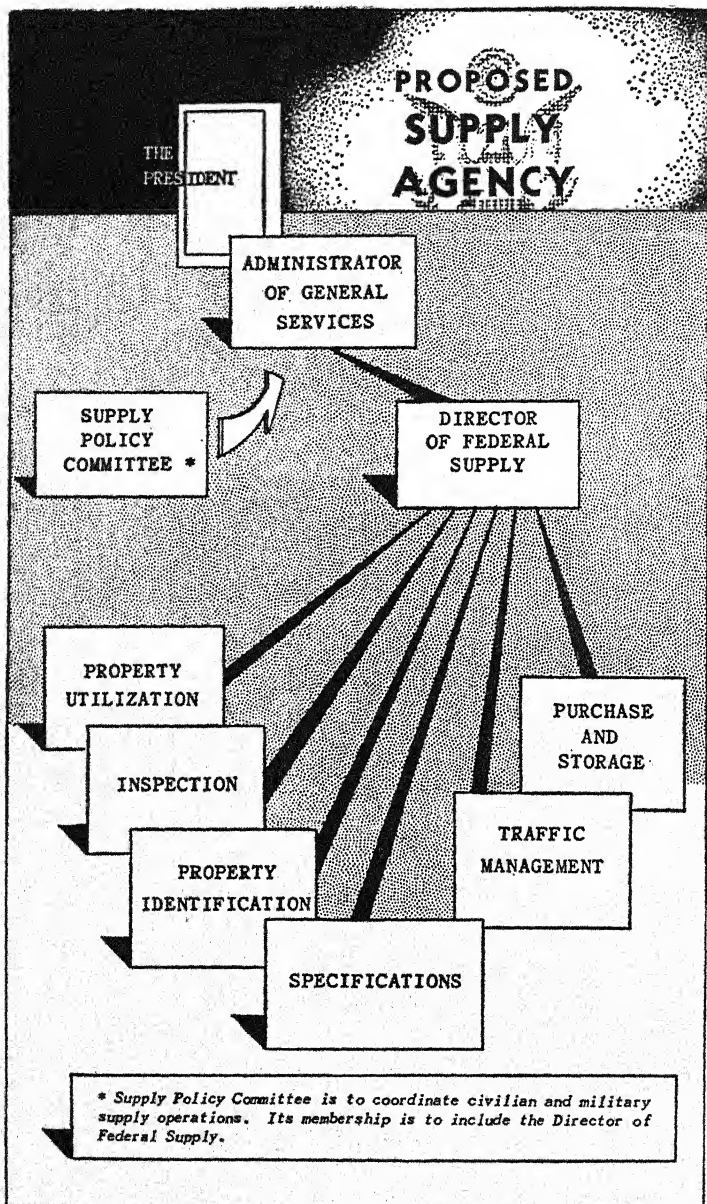 PROPOSED
SUPPLY
AGENCY
THE
PRESIDENT
ADMINISTRATOR
OF GENERAL
SERVICES
SUPPLY
POLICY
COMMITTEE *
DIRECTOR
OF FEDERAL
SUPPLY
PROPERTY
UTILIZATION
INSPECTION
PROPERTY
IDENTIFICATION
SPECIFICATIONS
TRAFFIC
MANAGEMENT
PURCHASE
AND
STORAGE
* Supply Policy Committee is to coordinate civilian and military
supply operations. Its membership is to include the Director of
Federal Supply.